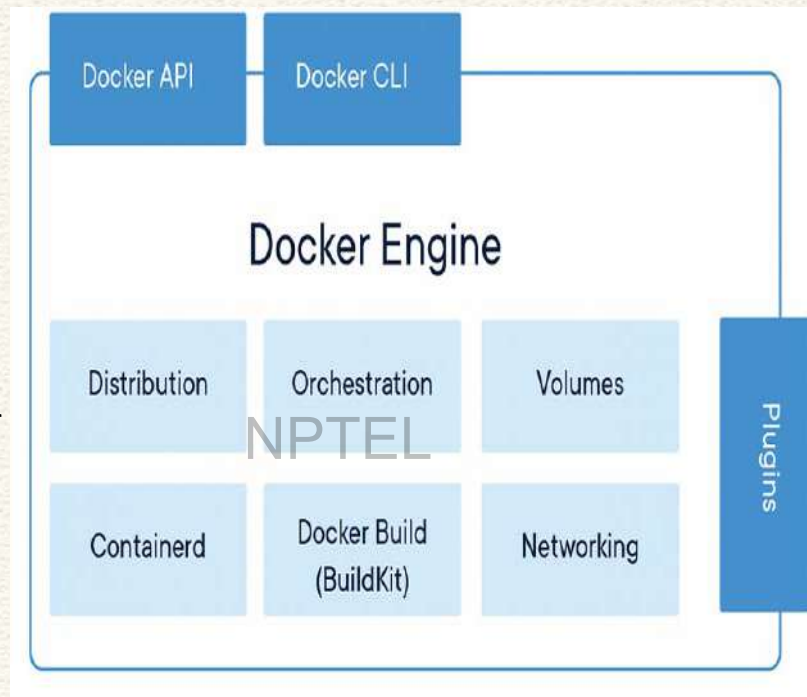 Docker API
Docker CLI
Docker Engine
Distribution
Orchestration
Volumes
NPTEL
Containerd
Docker Build
(BuildKit)
Networking
Plugins